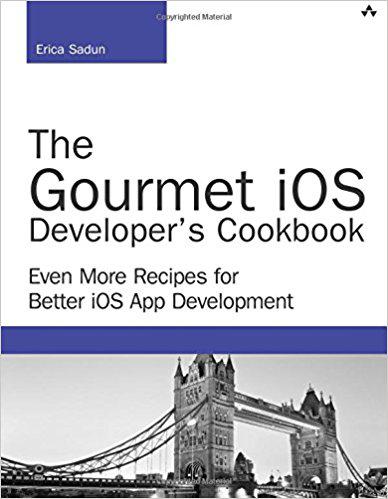 Copyrighted Material
Erica Sadun
The
Gourmet iOS
Developer's Cookbook
Even More Recipes for
Better iOS App Development